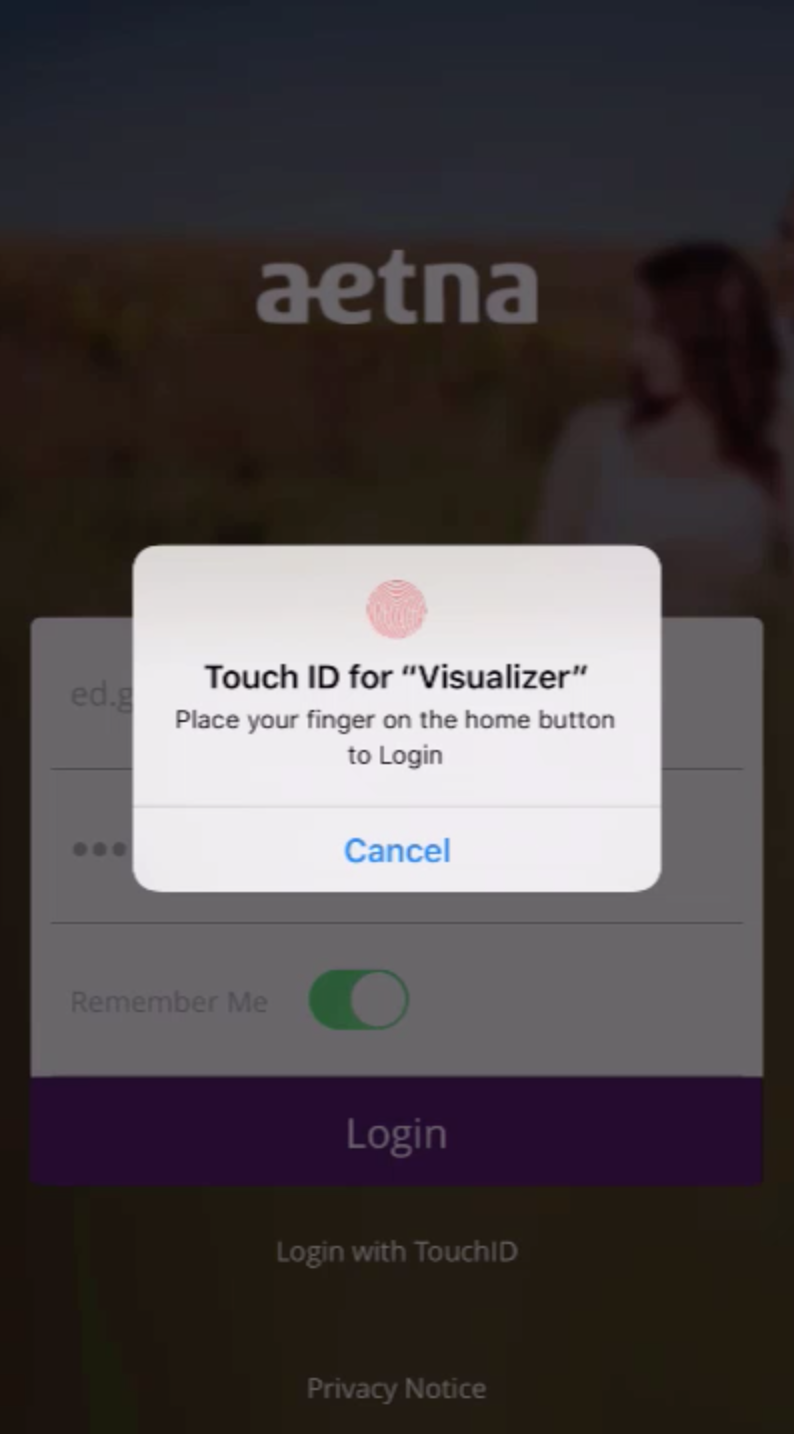 aetna
Touch ID for “Visualizer”
Place your finger on the home button
to Login
Cancel
Remember Me
Login
Login with TouchID
Privacy Notice